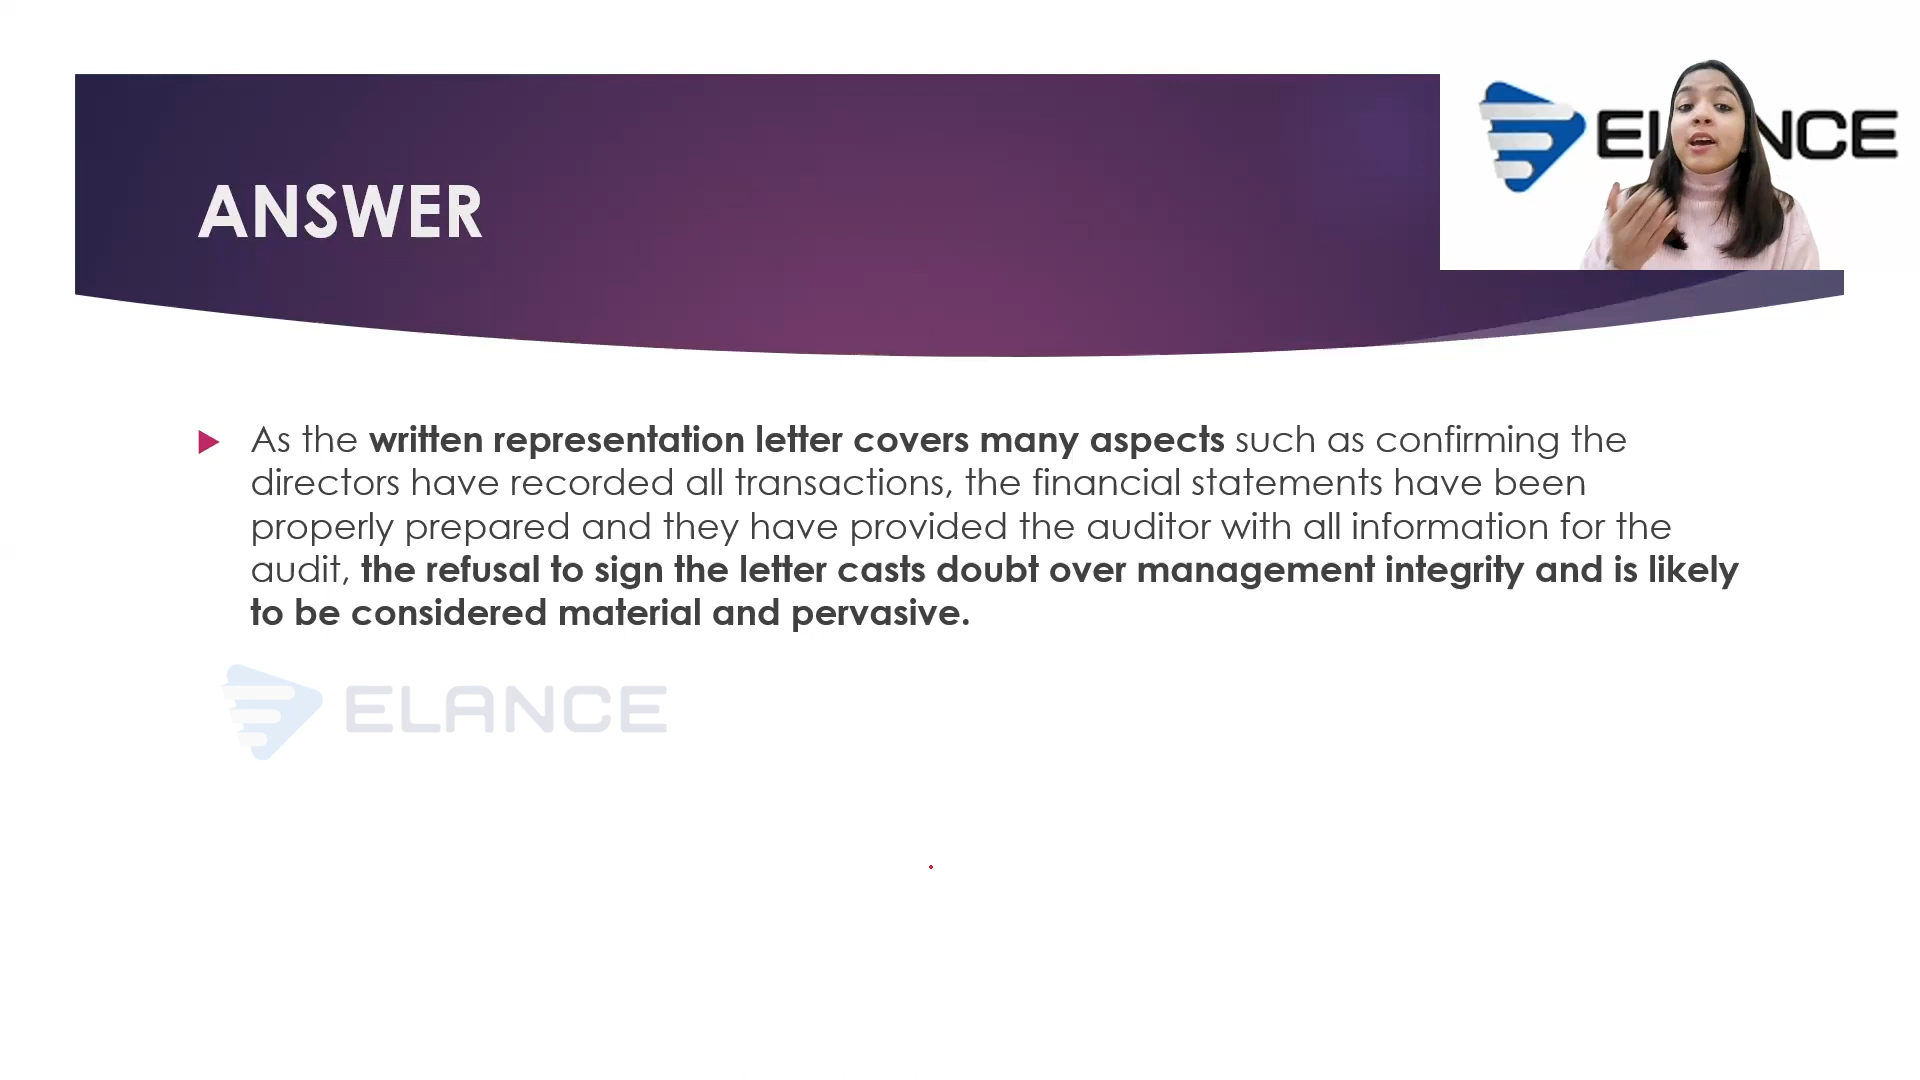 ELANCE
ANSWER
As the written representation letter covers many aspects such as confirming the
directors have recorded all transactions, the financial statements have been
properly prepared and they have provided the auditor with all information for the
audit, the refusal to sign the letter casts doubt over management integrity and is likely
to be considered material and pervasive.
ELANCE